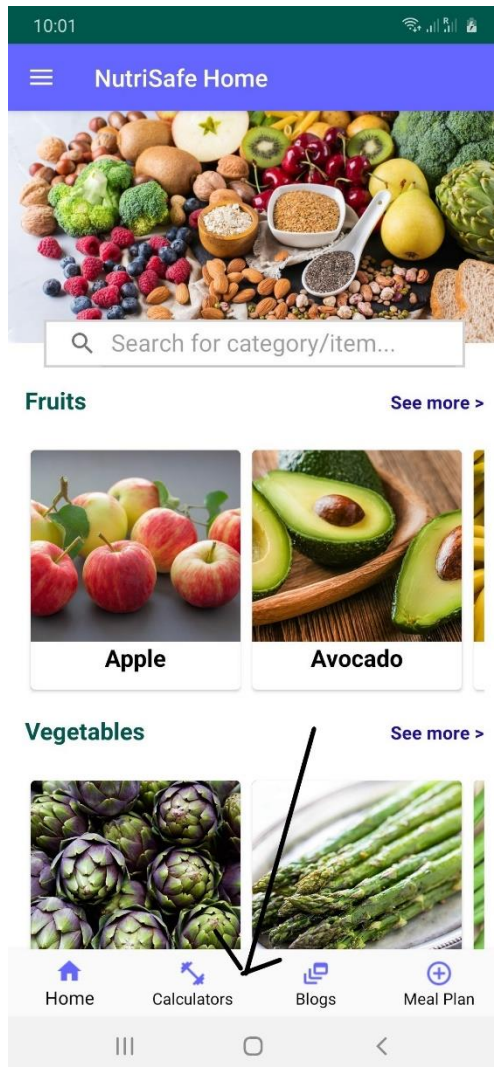 10:01
NutriSafe Home
Search for category/item...
Fruits See more >
Apple Avocado
Vegetables See more >
Home Calculators Blogs Meal Plan